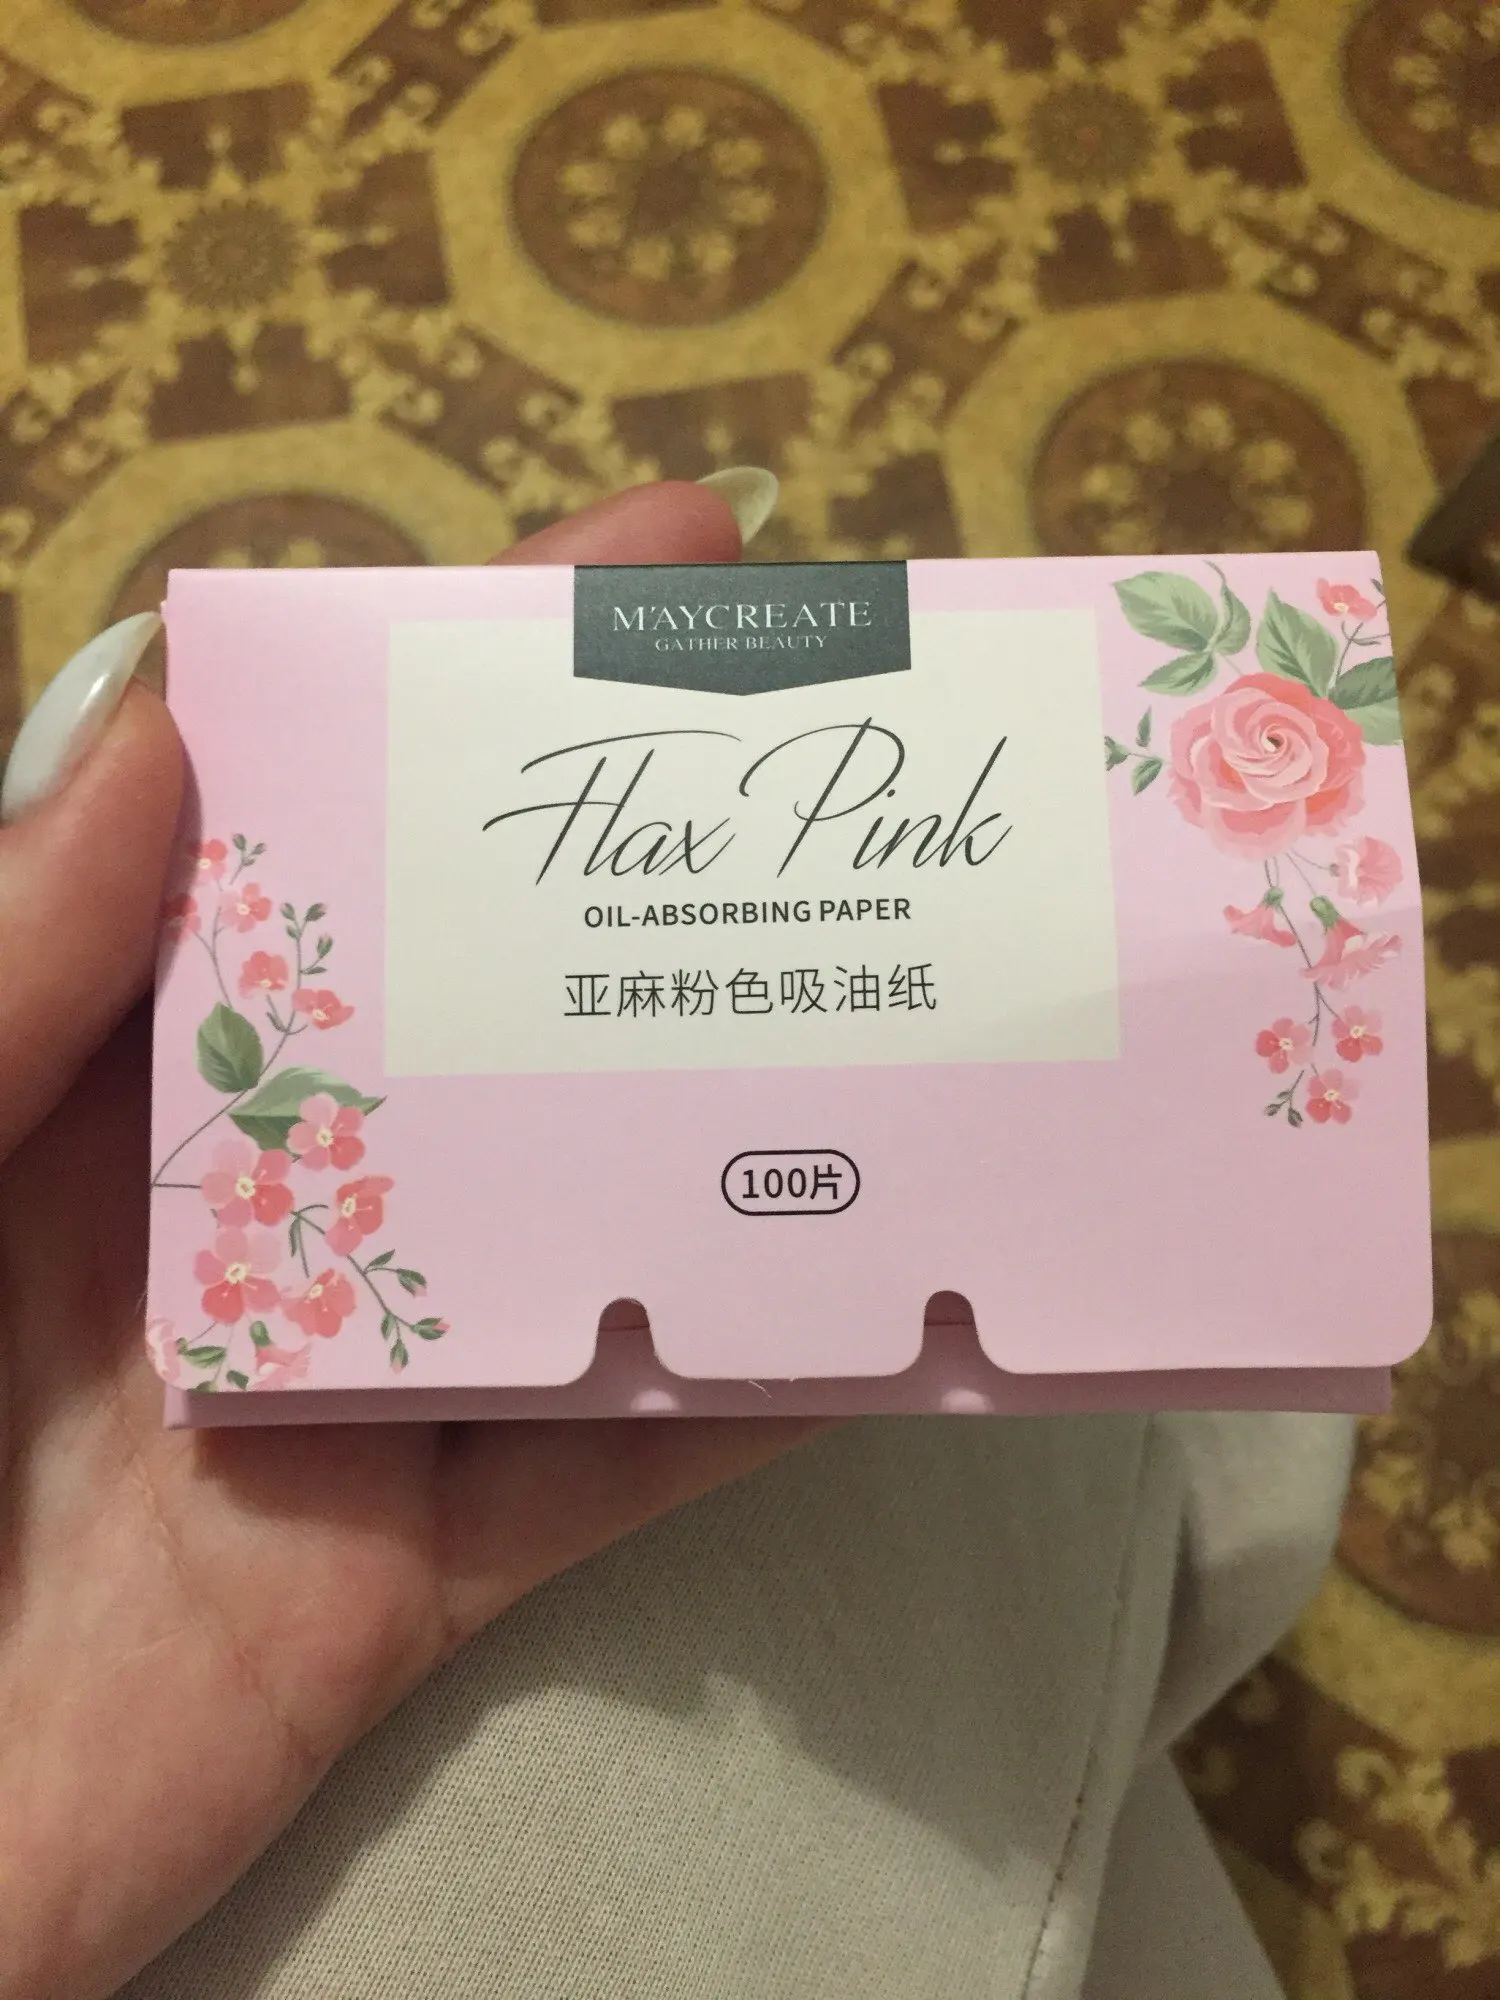 M'AYCREATE
GATHER BEAUTY
Flax Pink
OIL-ABSORBING PAPER
亚麻粉色吸油纸
100片